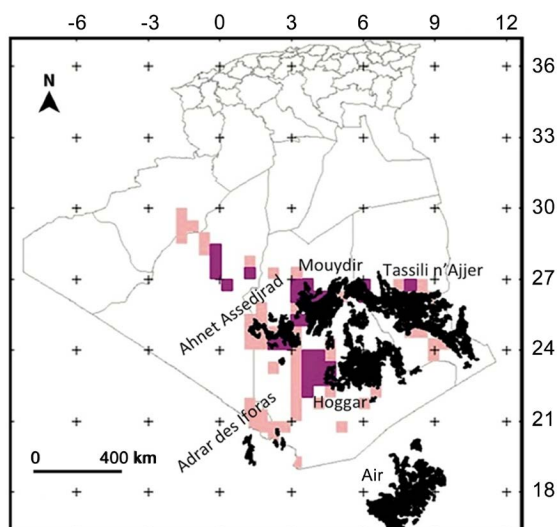 -6 -3 0 3 6 9 12
36
N
33
30
27
Mouydir
Tassili n'Ajjer
Ahnet Assedjrad
24
Hoggar
21
Adrar des Iforas
0 400 km
Air
18